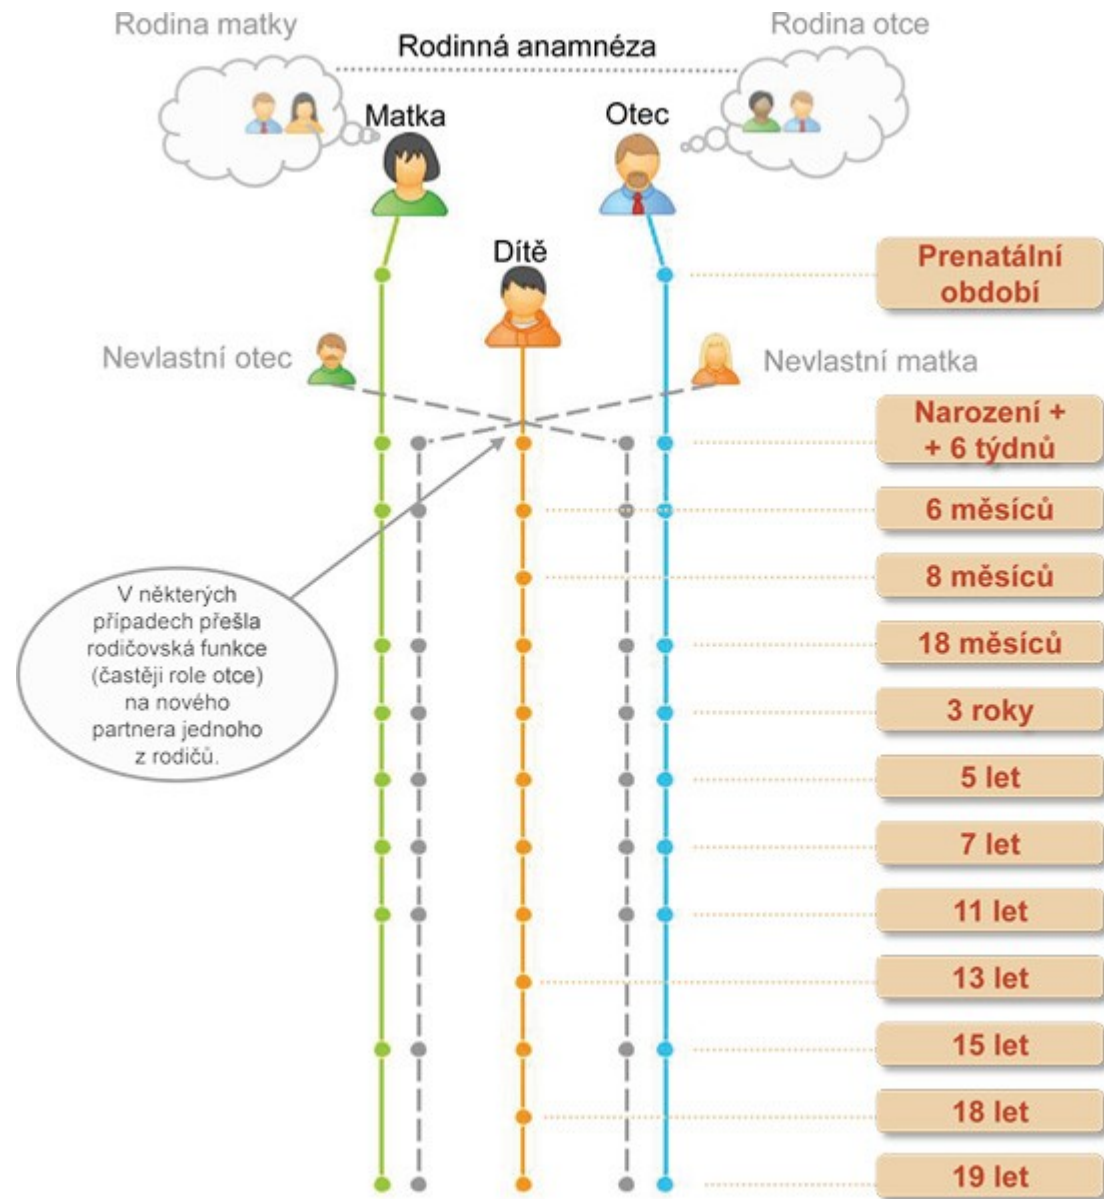 Rodina matky
Rodinná anamnéza
Rodina otce
Matka
Otec
Dítě
Prenatální
období
Nevlastní otec
Nevlastní matka
Narození +
+ 6 týdnů
6 měsíců
8 měsíců
V některých
případech přešla
rodičovská funkce
(častěji role otce)
na nového
partnera jednoho
z rodičů.
18 měsíců
3 roky
5 let
7 let
11 let
13 let
15 let
18 let
19 let